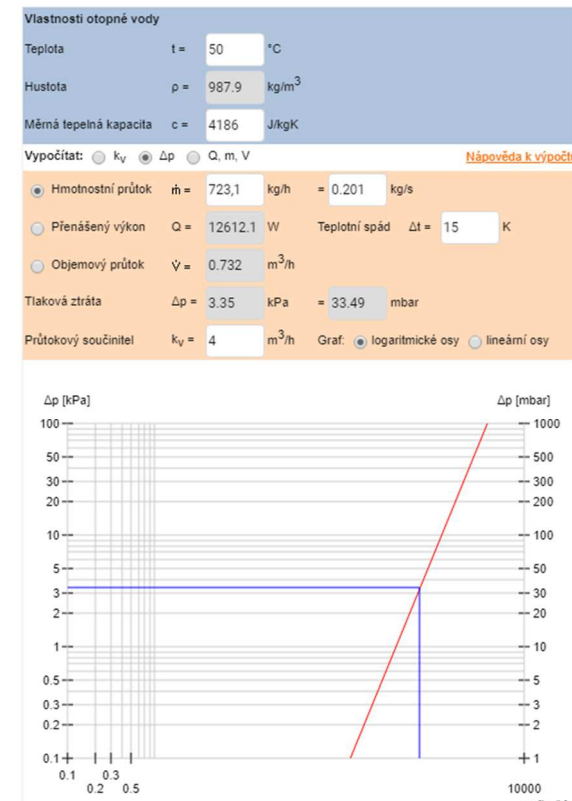 Vlastnosti otopné vody
Teplota t = 50 °C
Hustota ρ = 987.9 kg/m³
Měrná tepelná kapacita c = 4186 J/kgK
Vypočítat: kᵥ Δp Q, m, V Nápověda k výpočtu
Hmotnostní průtok ṁ = 723,1 kg/h = 0.201 kg/s
Přenášený výkon Q = 12612.1 W Teplotní spád Δt = 15 K
Objemový průtok V̇ = 0.732 m³/h
Tlaková ztráta Δp = 3.35 kPa = 33.49 mbar
Průtokový součinitel kᵥ = 4 m³/h Graf: logaritmické osy lineární osy
Δp [kPa] Δp [mbar]
100 1000
50 500
30 300
20 200
10 100
5 50
3 30
2 20
1 10
0.5 5
0.3 3
0.2 2
0.1 1
0.1 0.3
0.2 0.5 10000